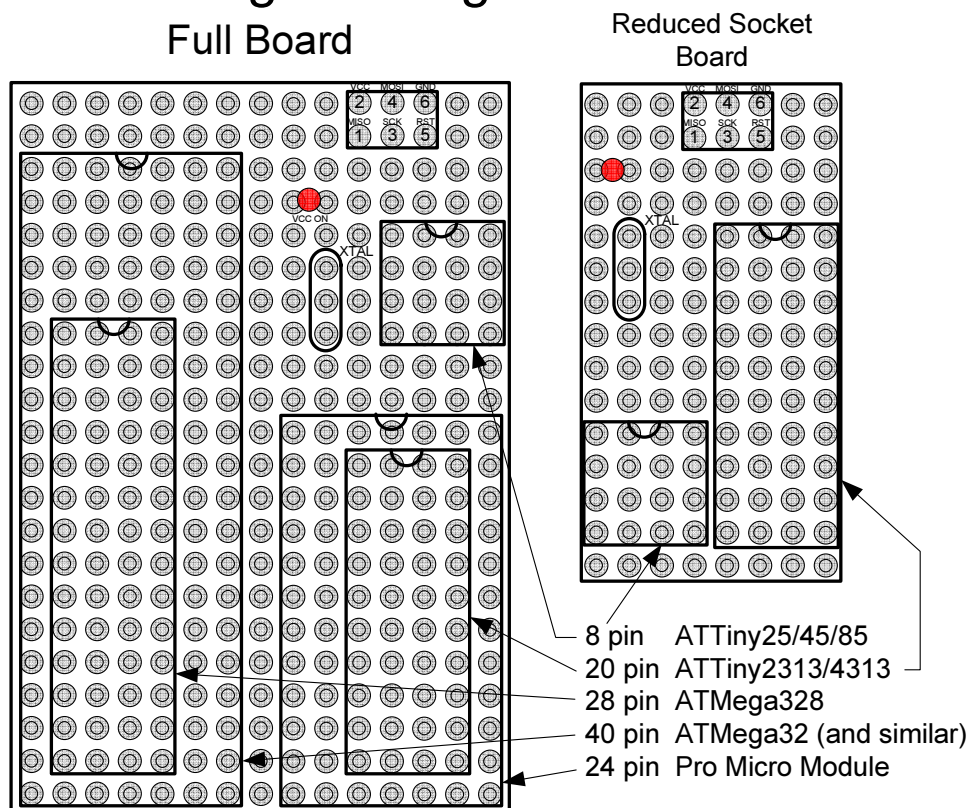 Full Board
Reduced Socket
Board
VCC MOSI GND
2 4 6
MISO SCK RST
1 3 5
VCC ON
XTAL
VCC MOSI GND
2 4 6
MISO SCK RST
1 3 5
XTAL
8 pin ATTiny25/45/85
20 pin ATTiny2313/4313
28 pin ATMega328
40 pin ATMega32 (and similar)
24 pin Pro Micro Module